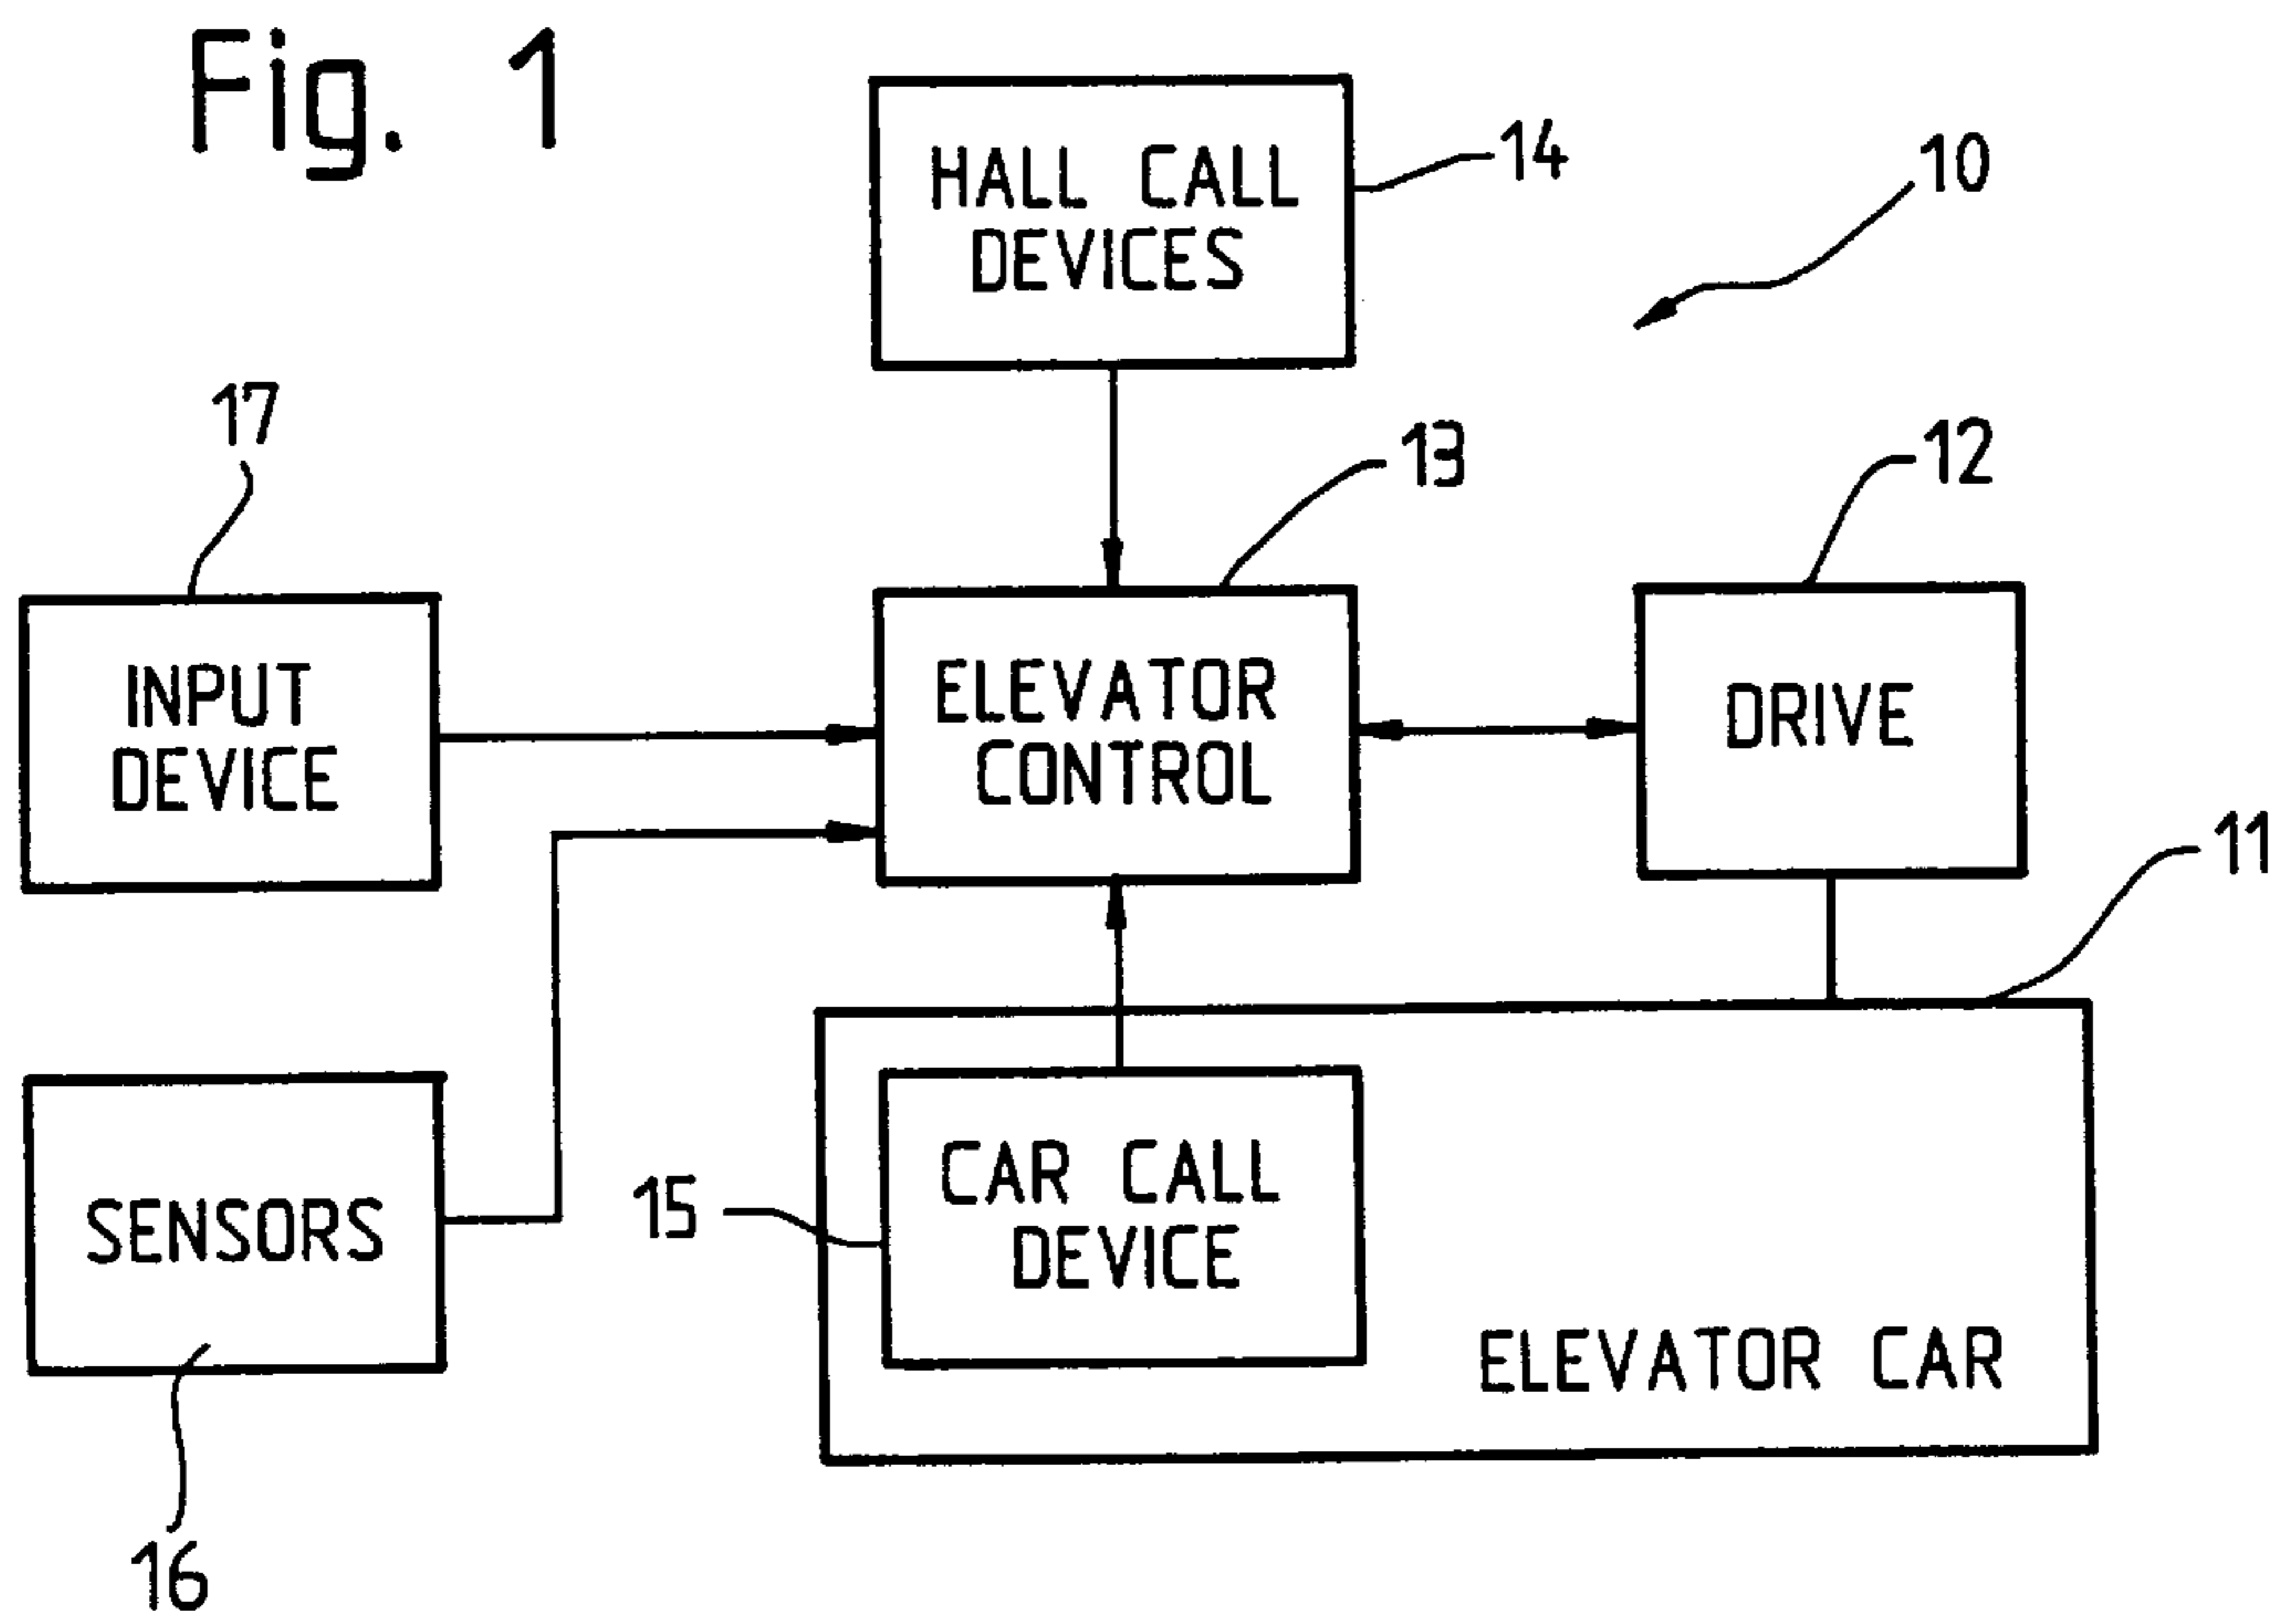 Fig. 1
HALL CALL
DEVICES
14
10
17
13
12
INPUT
DEVICE
ELEVATOR
CONTROL
DRIVE
11
SENSORS
15
CAR CALL
DEVICE
ELEVATOR CAR
16